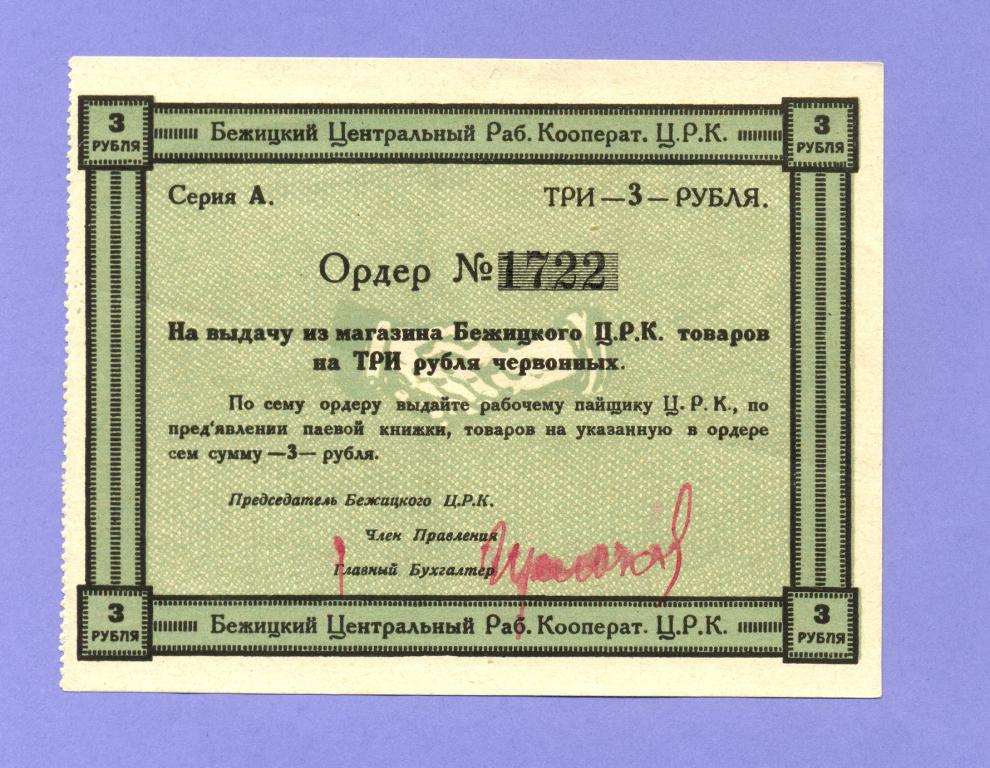 3 РУБЛЯ
Бежицкий Центральный Раб. Кооперат. Ц.Р.К.
3 РУБЛЯ
Серия А.
ТРИ —3— РУБЛЯ.
Ордер № 1722
На выдачу из магазина Бежицкого Ц.Р.К. товаров
на ТРИ рубля червонных.
По сему ордеру выдайте рабочему пайщику Ц. Р. К., по
пред'явлении паевой книжки, товаров на указанную в ордере
сем сумму —3— рубля.
Председатель Бежицкого Ц.Р.К.
Член Правления
Главный Бухгалтер
3 РУБЛЯ
Бежицкий Центральный Раб. Кооперат. Ц.Р.К.
3 РУБЛЯ